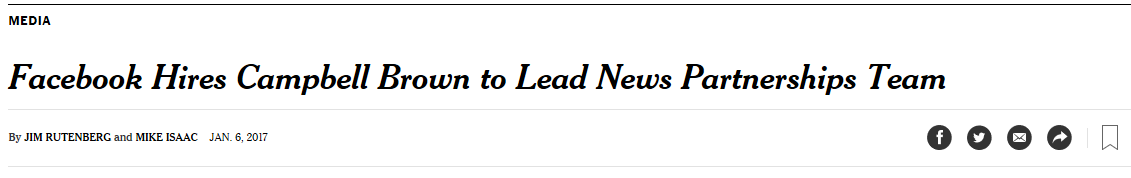 MEDIA
Facebook Hires Campbell Brown to Lead News Partnerships Team
By JIM RUTENBERG and MIKE ISAAC JAN. 6, 2017